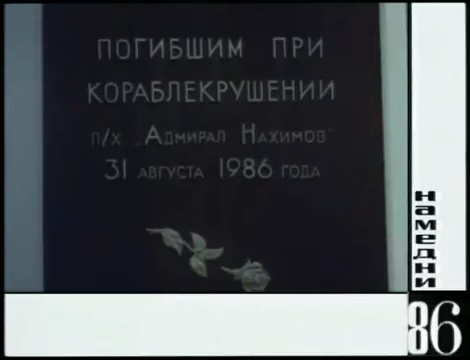 ПОГИБШИМ ПРИ
КОРАБЛЕКРУШЕНИИ
п/х „Адмирал Нахимов"
31 АВГУСТА 1986 ГОДА
намедни
86